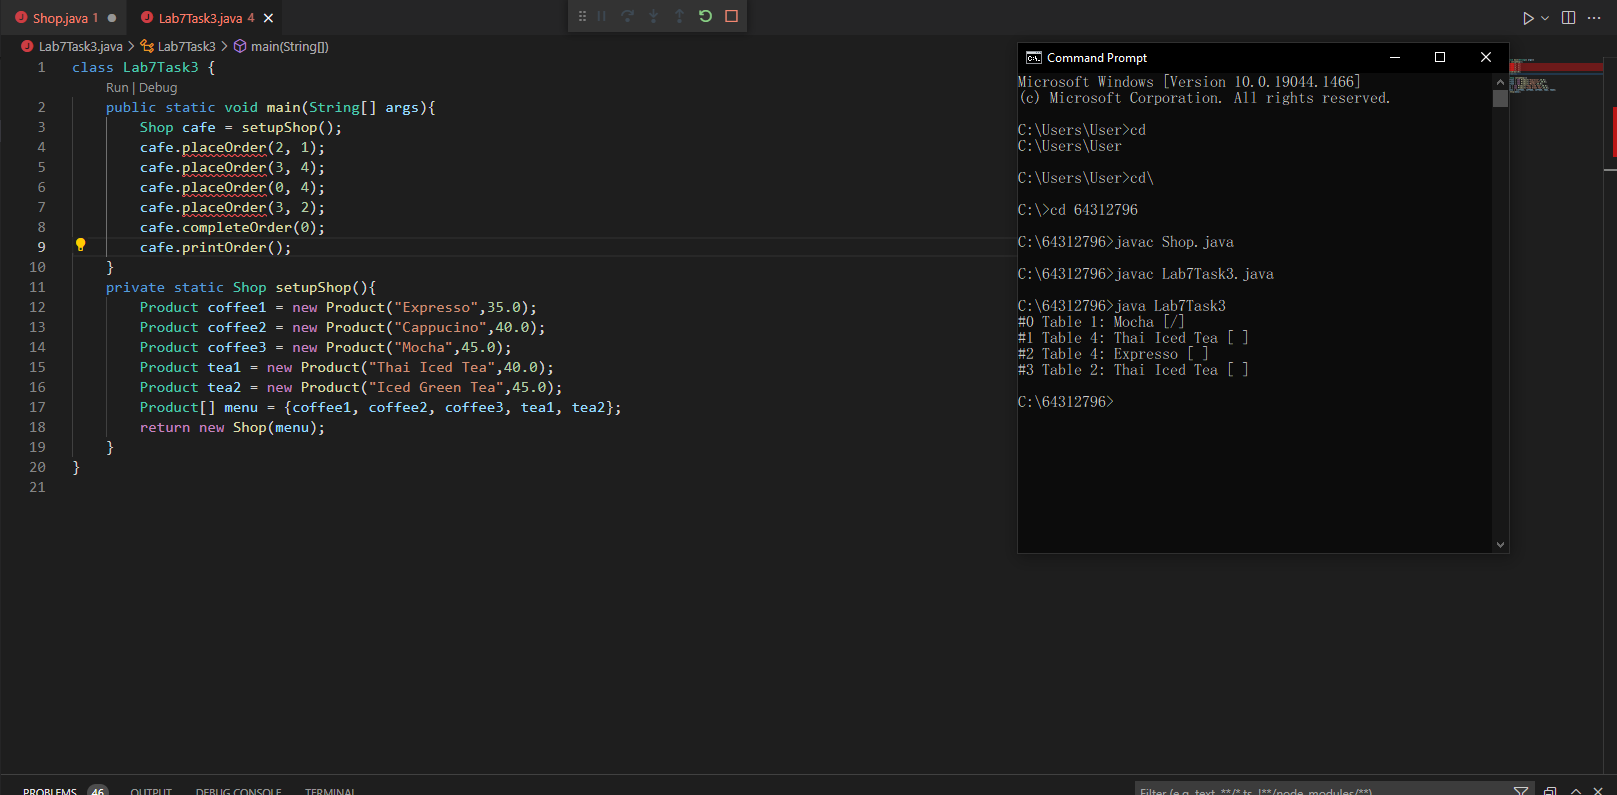 Shop.java 1
Lab7Task3.java 4
Lab7Task3.java > Lab7Task3 > main(String[])
1 class Lab7Task3 {
Run | Debug
2 public static void main(String[] args){
3 Shop cafe = setupShop();
4 cafe.placeOrder(2, 1);
5 cafe.placeOrder(3, 4);
6 cafe.placeOrder(0, 4);
7 cafe.placeOrder(3, 2);
8 cafe.completeOrder(0);
9 cafe.printOrder();
10 }
11 private static Shop setupShop(){
12 Product coffee1 = new Product("Expresso",35.0);
13 Product coffee2 = new Product("Cappucino",40.0);
14 Product coffee3 = new Product("Mocha",45.0);
15 Product tea1 = new Product("Thai Iced Tea",40.0);
16 Product tea2 = new Product("Iced Green Tea",45.0);
17 Product[] menu = {coffee1, coffee2, coffee3, tea1, tea2};
18 return new Shop(menu);
19 }
20 }
21
Command Prompt
Microsoft Windows [Version 10.0.19044.1466]
(c) Microsoft Corporation. All rights reserved.
C:\Users\User>cd
C:\Users\User
C:\Users\User>cd\
C:\>cd 64312796
C:\64312796>javac Shop.java
C:\64312796>javac Lab7Task3.java
C:\64312796>java Lab7Task3
#0 Table 1: Mocha [/]
#1 Table 4: Thai Iced Tea [ ]
#2 Table 4: Expresso [ ]
#3 Table 2: Thai Iced Tea [ ]
C:\64312796>
PROBLEMS 46 OUTPUT DEBUG CONSOLE TERMINAL
Filter (e.g. text, **/*.ts, !**/node_modules/**)